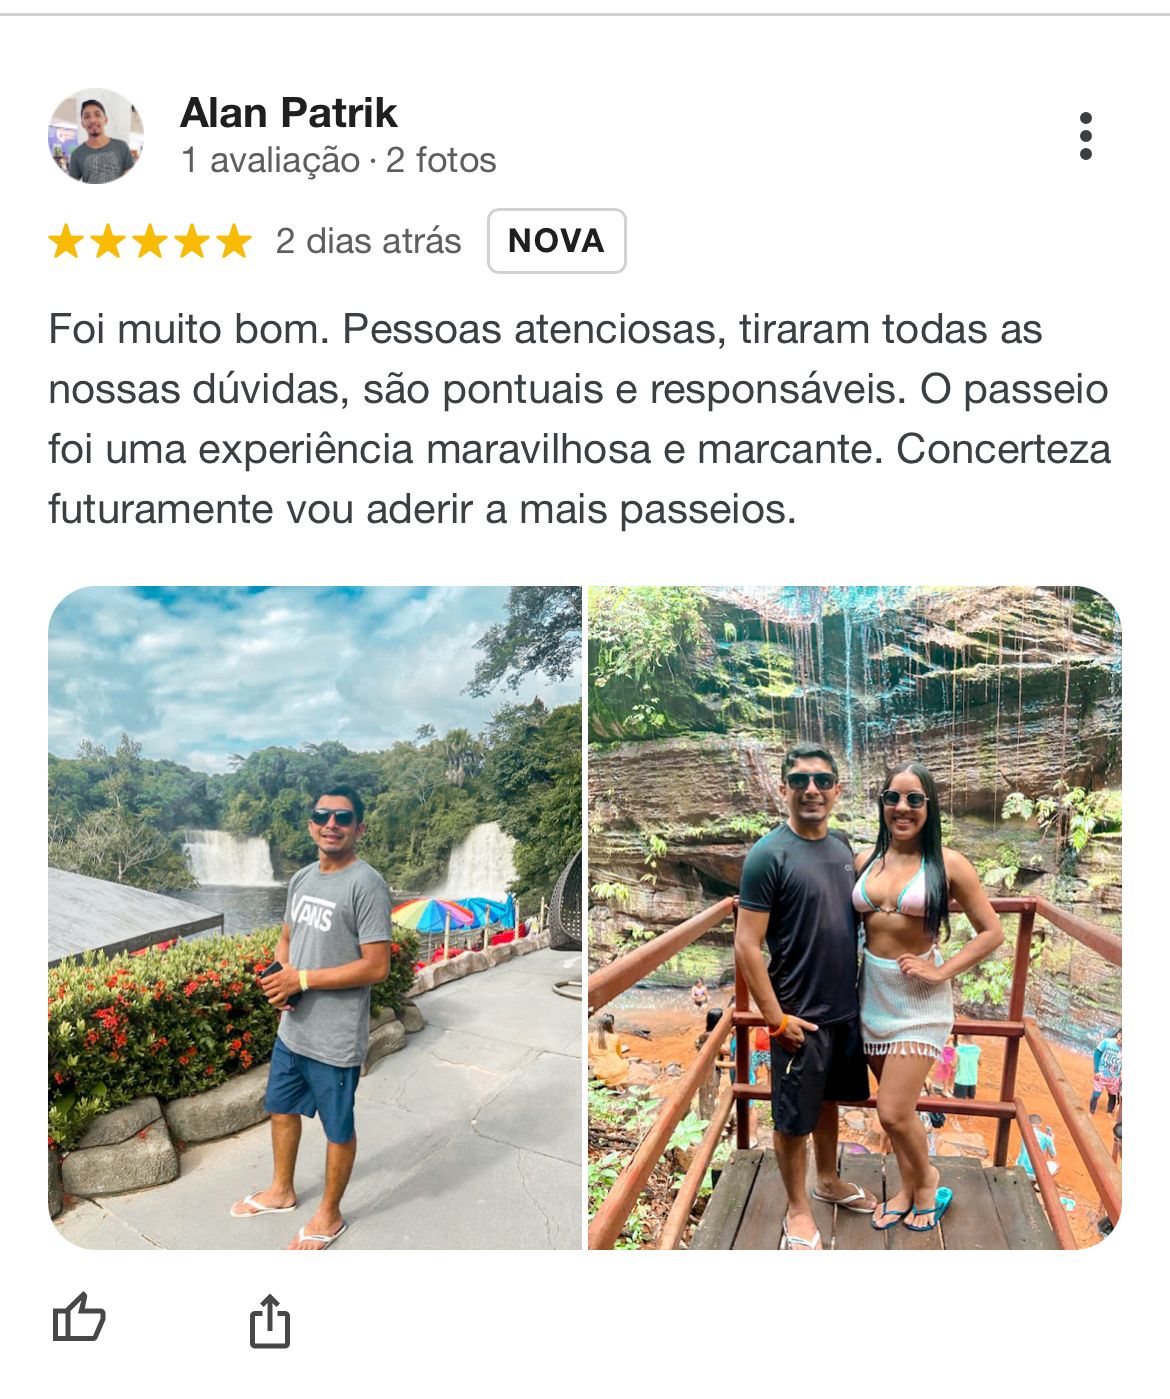 Alan Patrik
1 avaliação · 2 fotos
2 dias atrás NOVA
Foi muito bom. Pessoas atenciosas, tiraram todas as
nossas dúvidas, são pontuais e responsáveis. O passeio
foi uma experiência maravilhosa e marcante. Concerteza
futuramente vou aderir a mais passeios.
VANS